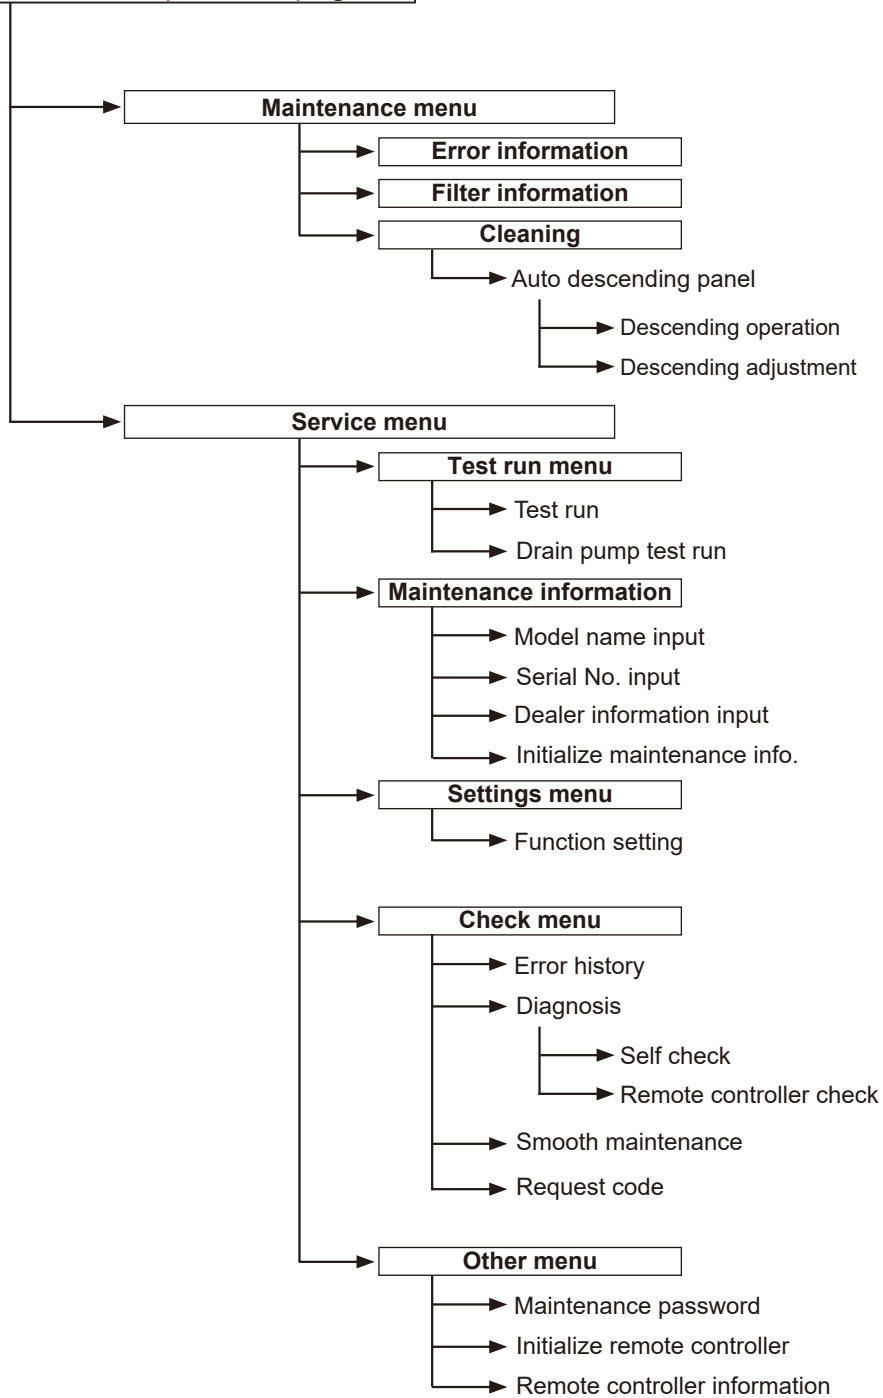 Maintenance menu
Error information
Filter information
Cleaning
Auto descending panel
Descending operation
Descending adjustment
Service menu
Test run menu
Test run
Drain pump test run
Maintenance information
Model name input
Serial No. input
Dealer information input
Initialize maintenance info.
Settings menu
Function setting
Check menu
Error history
Diagnosis
Self check
Remote controller check
Smooth maintenance
Request code
Other menu
Maintenance password
Initialize remote controller
Remote controller information